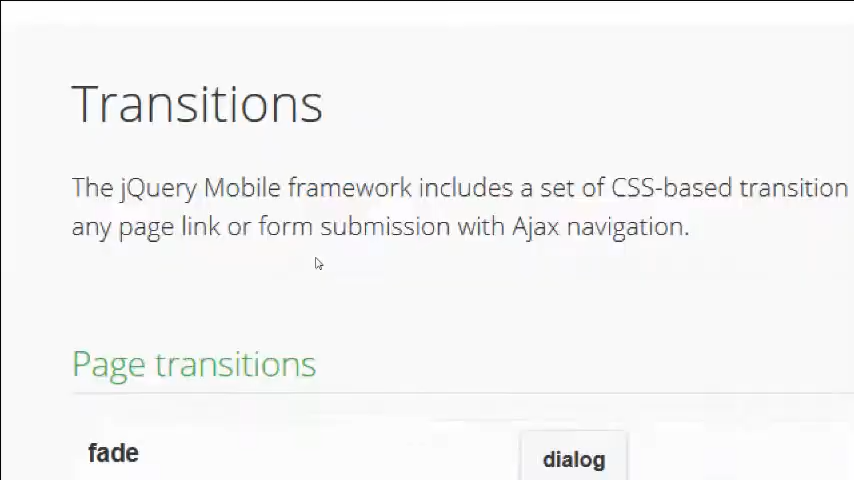 Transitions
The jQuery Mobile framework includes a set of CSS-based transition
any page link or form submission with Ajax navigation.
Page transitions
fade
dialog